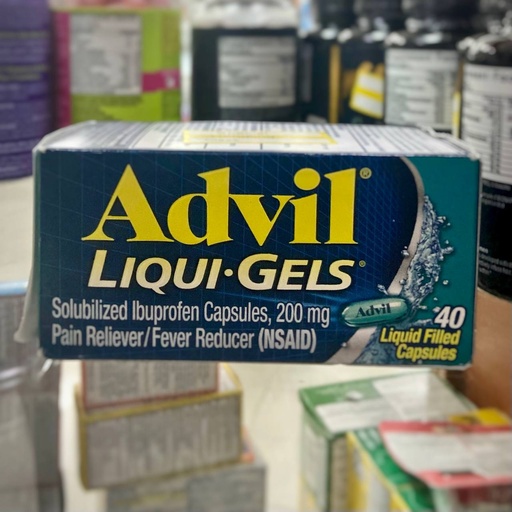 Advil®
LIQUI·GELS®
Solubilized Ibuprofen Capsules, 200 mg
Pain Reliever/Fever Reducer (NSAID)
Advil
40
Liquid Filled
Capsules